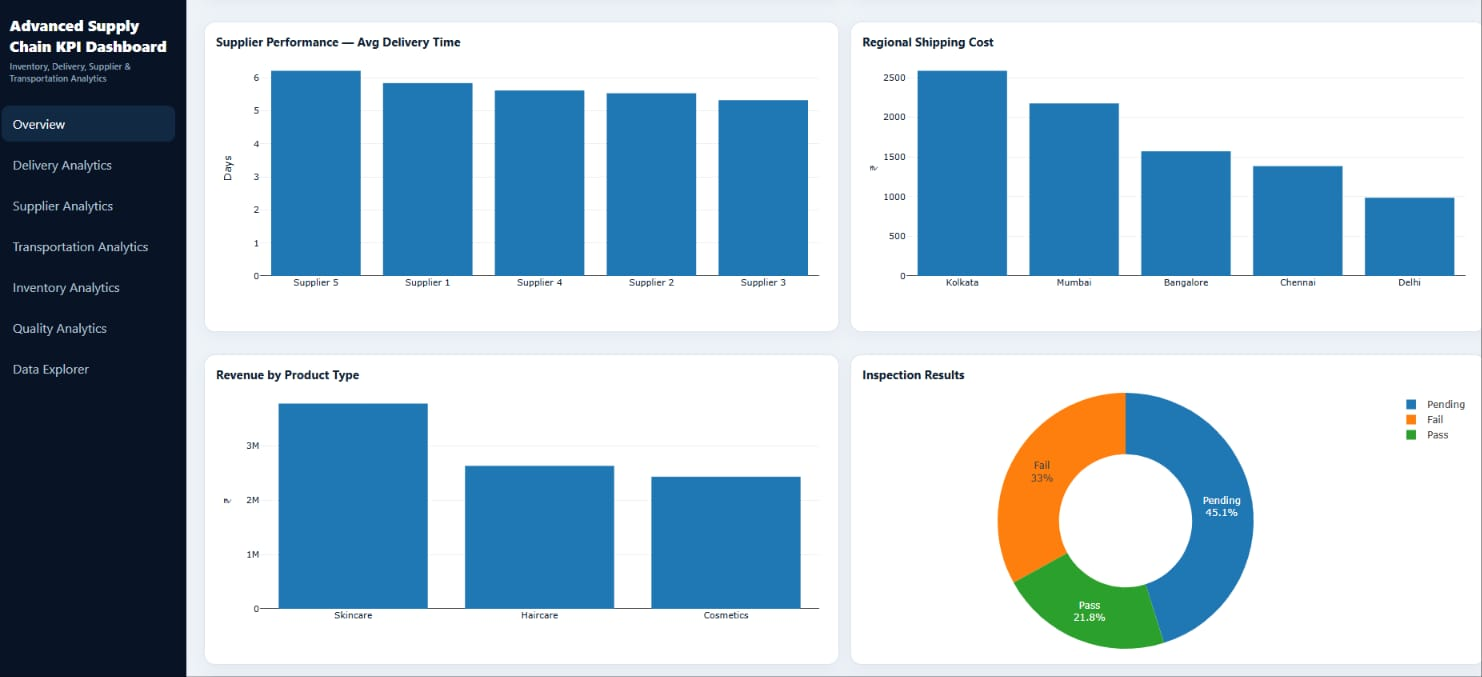 Advanced Supply
Chain KPI Dashboard
Inventory, Delivery, Supplier &
Transportation Analytics
Overview
Delivery Analytics
Supplier Analytics
Transportation Analytics
Inventory Analytics
Quality Analytics
Data Explorer
Supplier Performance — Avg Delivery Time
6
5
4
3
2
1
0
Days
Supplier 5
Supplier 1
Supplier 4
Supplier 2
Supplier 3
Regional Shipping Cost
2500
2000
1500
1000
500
0
₹
Kolkata
Mumbai
Bangalore
Chennai
Delhi
Revenue by Product Type
3M
2M
1M
0
₹
Skincare
Haircare
Cosmetics
Inspection Results
Pending
45.1%
Fail
33%
Pass
21.8%
Pending
Fail
Pass